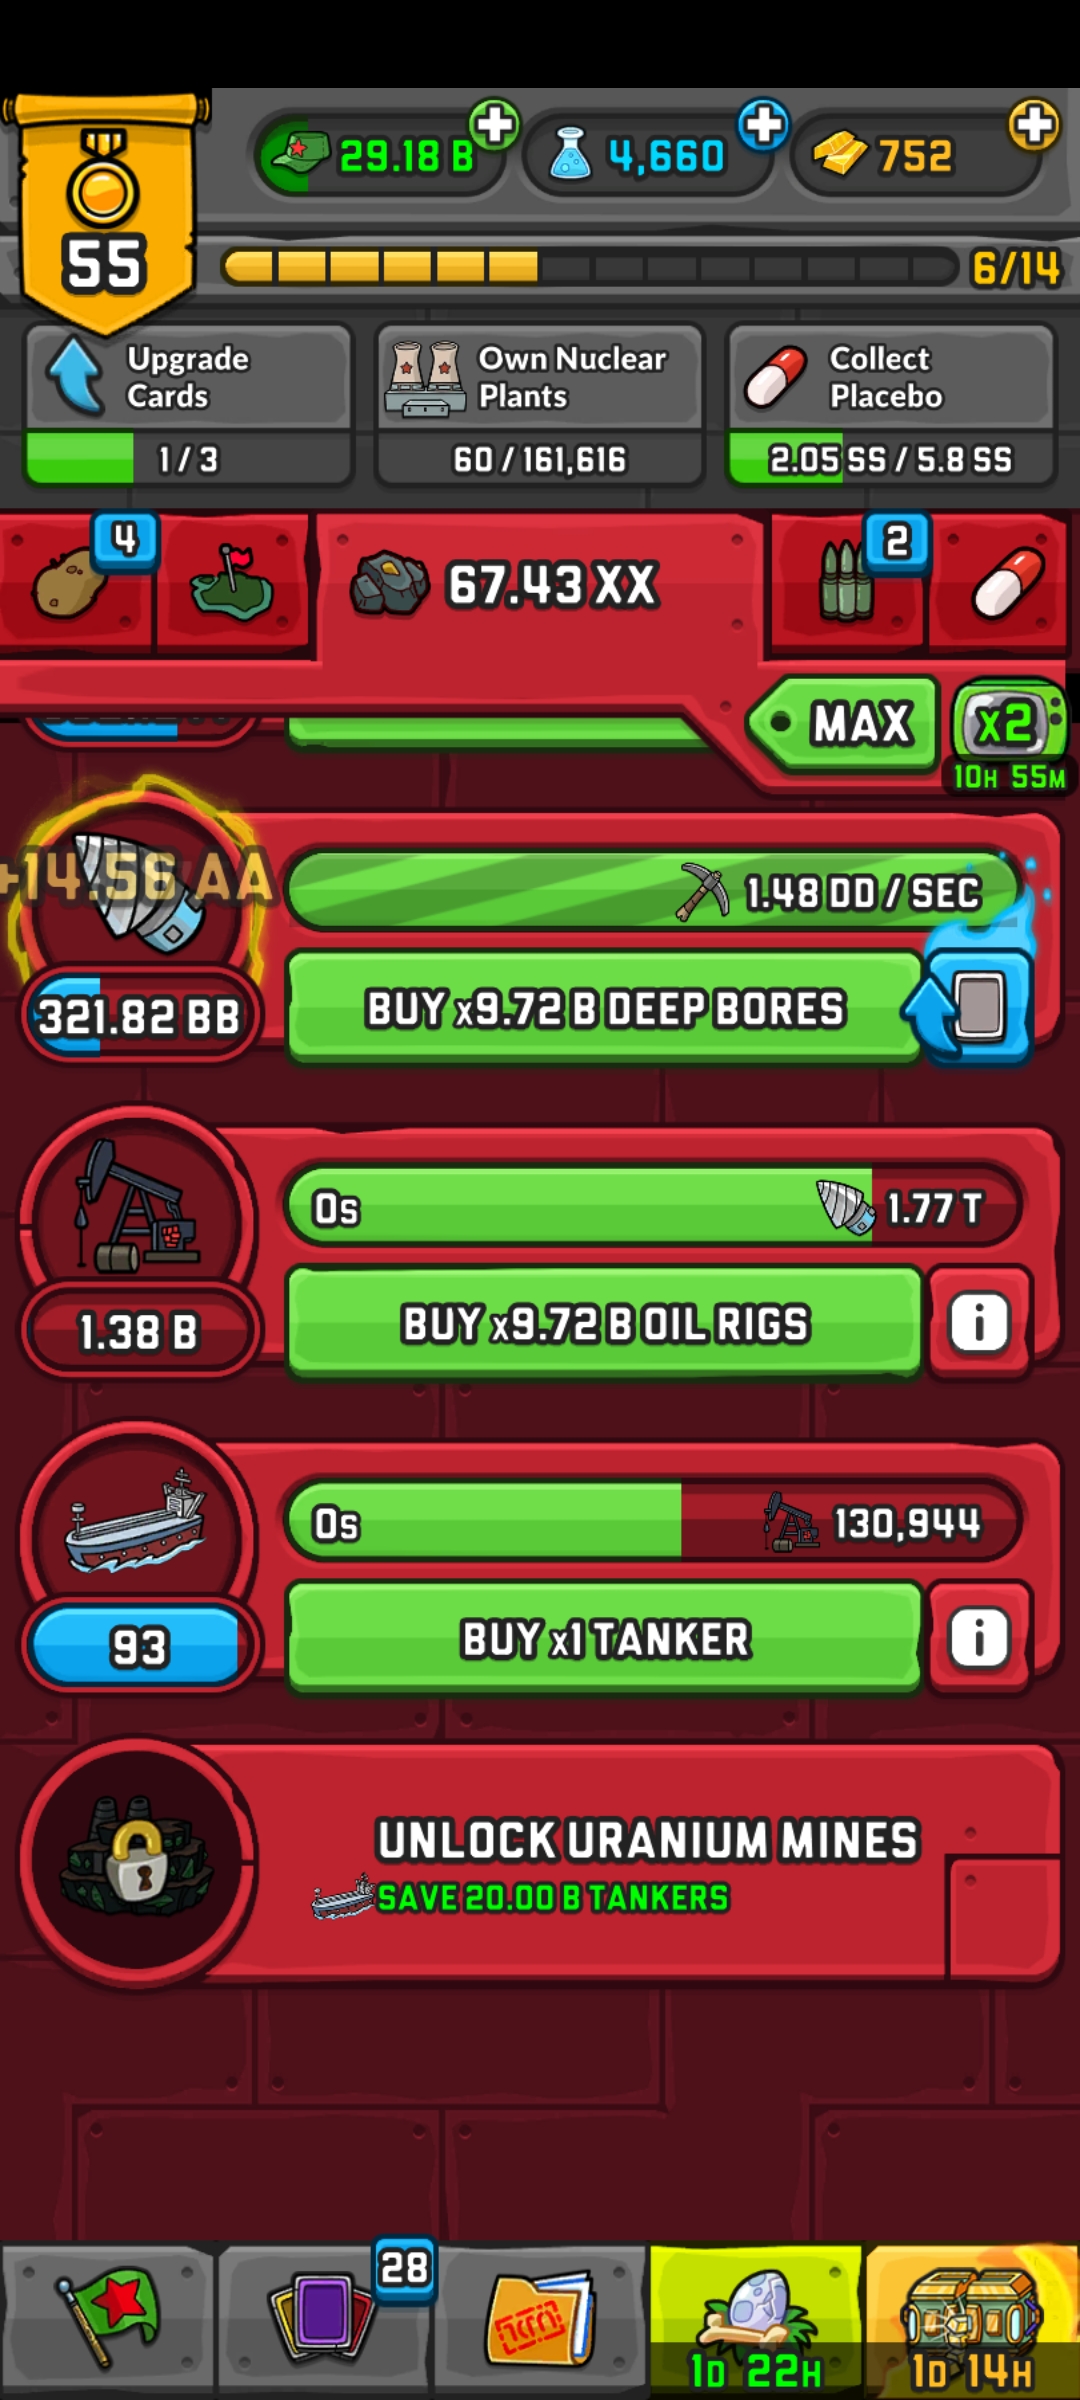 29.18 B
4,660
752
55
6/14
Upgrade
Cards
1 / 3
Own Nuclear
Plants
60 / 161,616
Collect
Placebo
2.05 SS / 5.8 SS
4
67.43 XX
2
MAX
x2
10H 55M
+14.56 AA
1.48 DD / SEC
321.82 BB
BUY x9.72 B DEEP BORES
0s
1.77 T
1.38 B
BUY x9.72 B OIL RIGS
i
0s
130,944
93
BUY x1 TANKER
i
UNLOCK URANIUM MINES
SAVE 20.00 B TANKERS
28
1D 22H
1D 14H